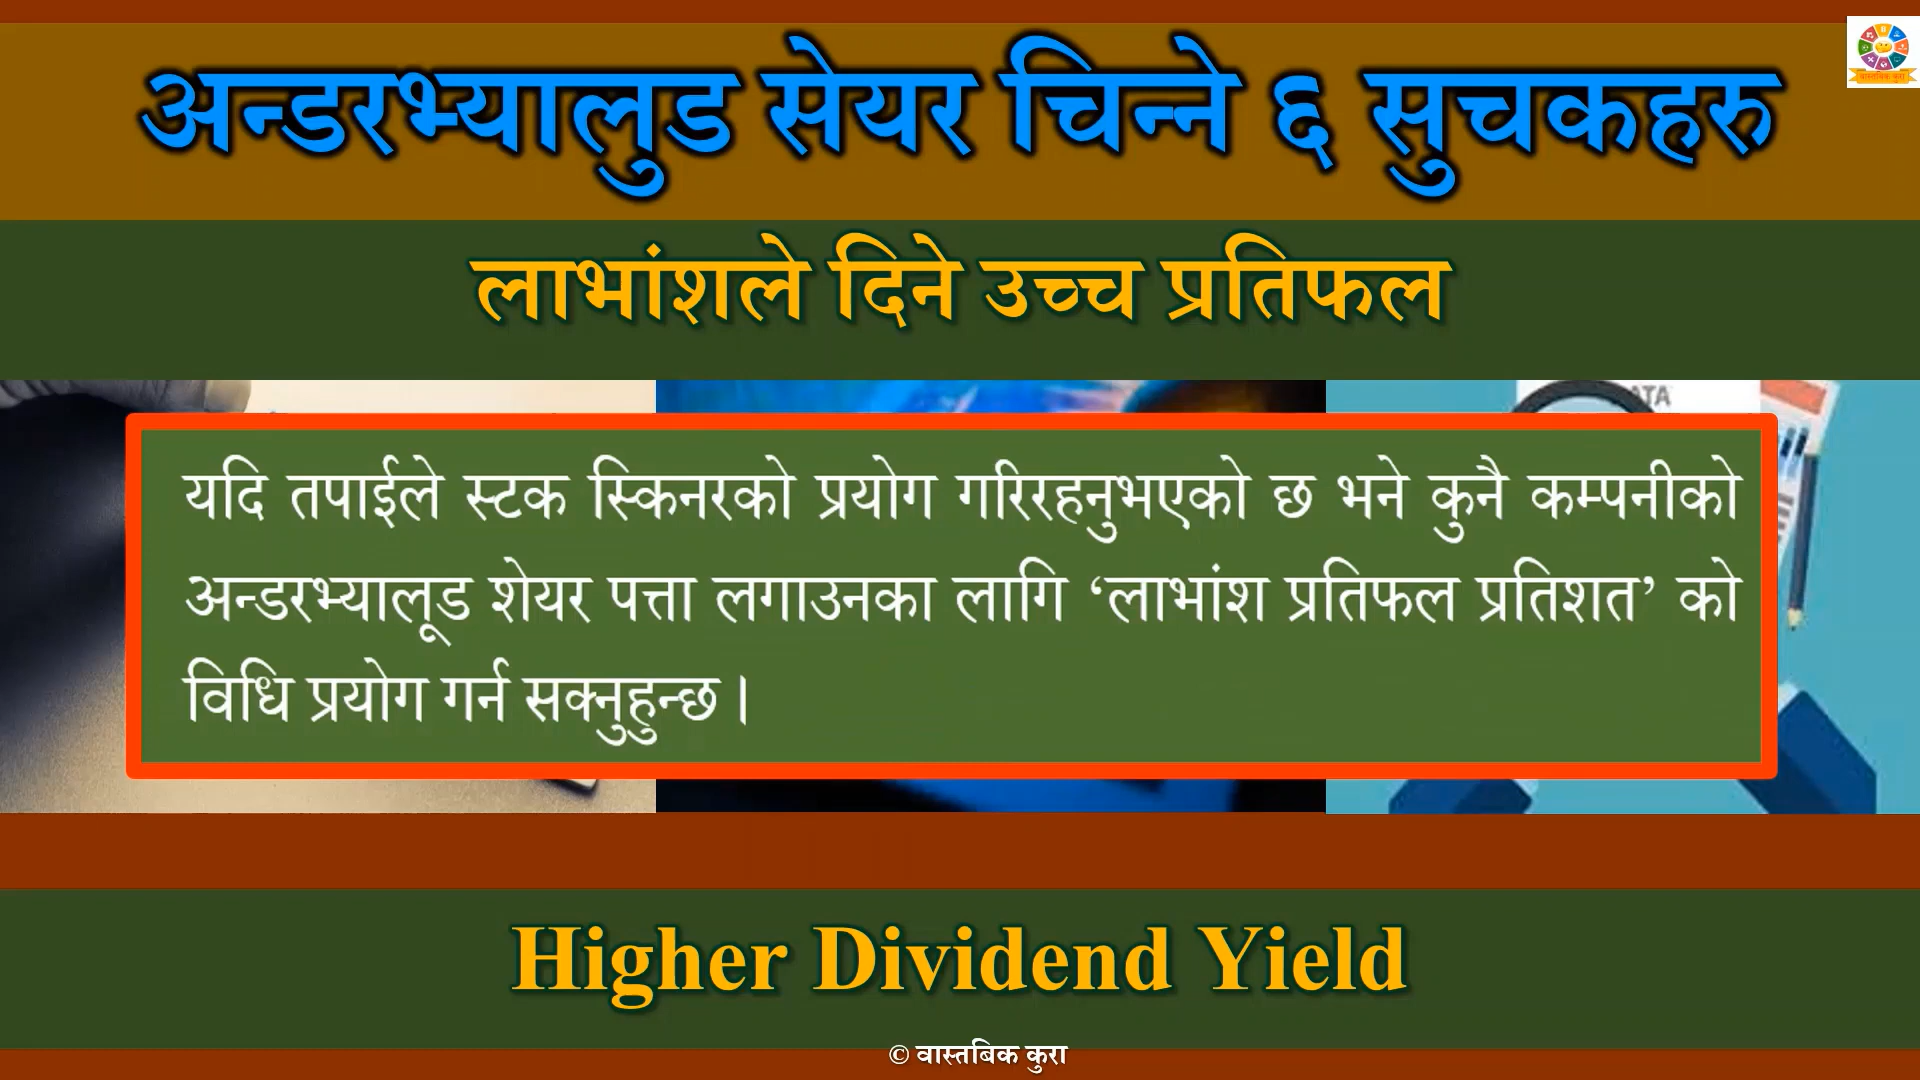 अन्डरभ्यालुड सेयर चिन्ने ६ सुचकहरु
लाभांशले दिने उच्च प्रतिफल
ATA
यदि तपाईले स्टक स्किनरको प्रयोग गरिरहनुभएको छ भने कुनै कम्पनीको
अन्डरभ्यालूड शेयर पत्ता लगाउनका लागि ‘लाभांश प्रतिफल प्रतिशत’ को
विधि प्रयोग गर्न सक्नुहुन्छ।
Higher Dividend Yield
© वास्तबिक कुरा